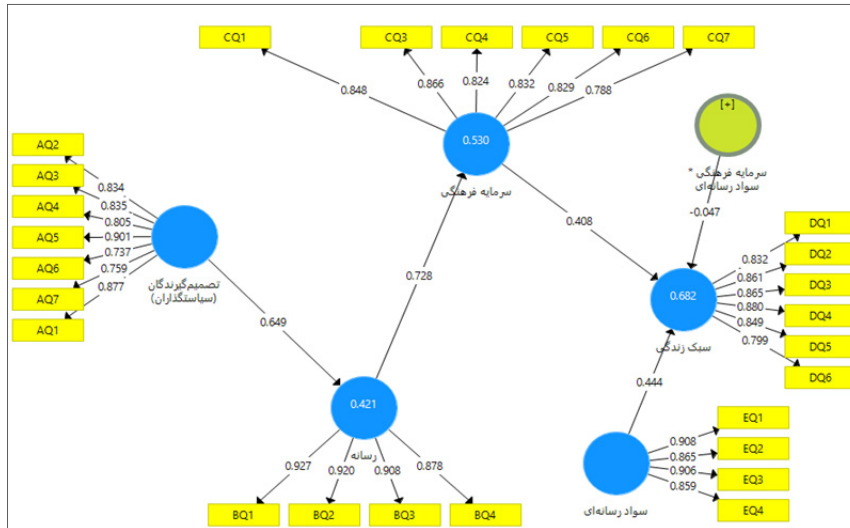 CQ1
CQ3
CQ4
CQ5
CQ6
CQ7
0.848
0.866
0.824
0.832
0.829
0.788
[+]
سرمایه فرهنگی *
سواد رسانه‌ای
0.530
سرمایه فرهنگی
AQ2
AQ3
AQ4
AQ5
AQ6
AQ7
AQ1
0.834
0.835
0.805
0.901
0.737
0.759
0.877
تصمیم‌گیرندگان
(سیاستگذاران)
0.408
-0.047
0.728
0.649
DQ1
DQ2
DQ3
DQ4
DQ5
DQ6
0.832
0.861
0.865
0.880
0.849
0.799
0.682
سبک زندگی
0.444
0.421
رسانه
0.927
0.920
0.908
0.878
BQ1
BQ2
BQ3
BQ4
EQ1
EQ2
EQ3
EQ4
0.908
0.865
0.906
0.859
سواد رسانه‌ای